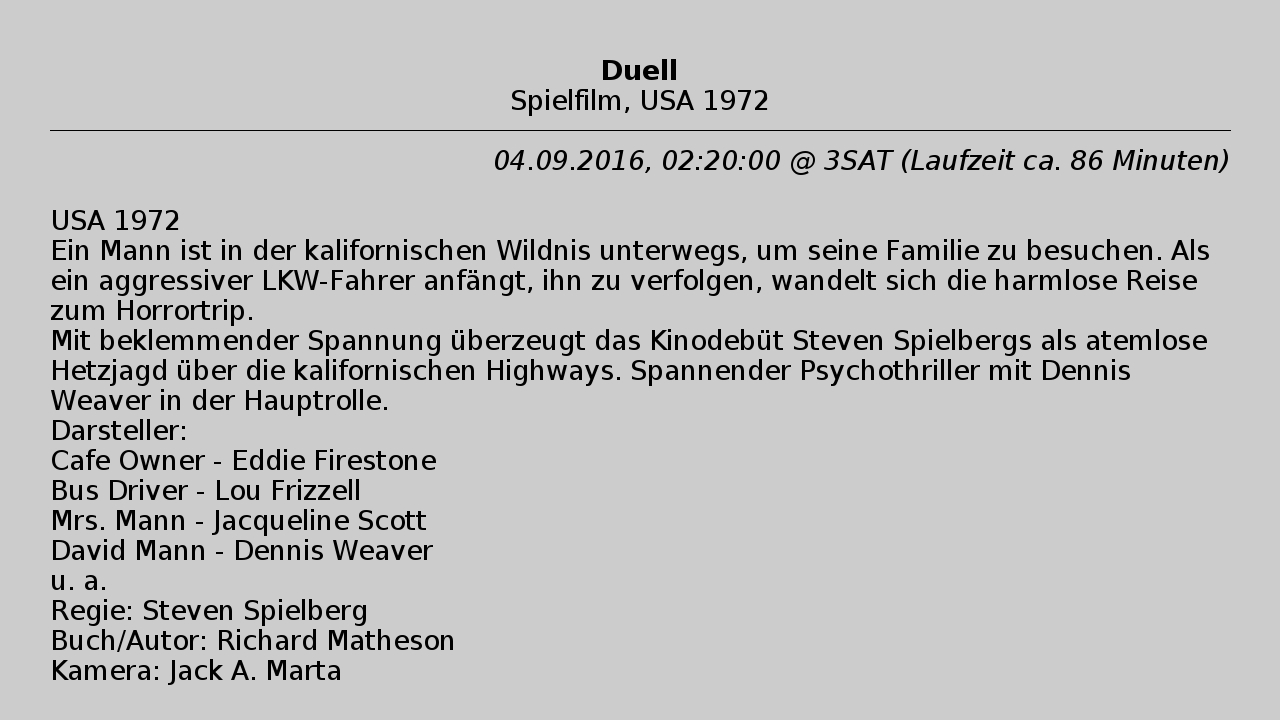 Duell
Spielfilm, USA 1972
04.09.2016, 02:20:00 @ 3SAT (Laufzeit ca. 86 Minuten)
USA 1972
Ein Mann ist in der kalifornischen Wildnis unterwegs, um seine Familie zu besuchen. Als
ein aggressiver LKW-Fahrer anfängt, ihn zu verfolgen, wandelt sich die harmlose Reise
zum Horrortrip.
Mit beklemmender Spannung überzeugt das Kinodebüt Steven Spielbergs als atemlose
Hetzjagd über die kalifornischen Highways. Spannender Psychothriller mit Dennis
Weaver in der Hauptrolle.
Darsteller:
Cafe Owner - Eddie Firestone
Bus Driver - Lou Frizzell
Mrs. Mann - Jacqueline Scott
David Mann - Dennis Weaver
u. a.
Regie: Steven Spielberg
Buch/Autor: Richard Matheson
Kamera: Jack A. Marta